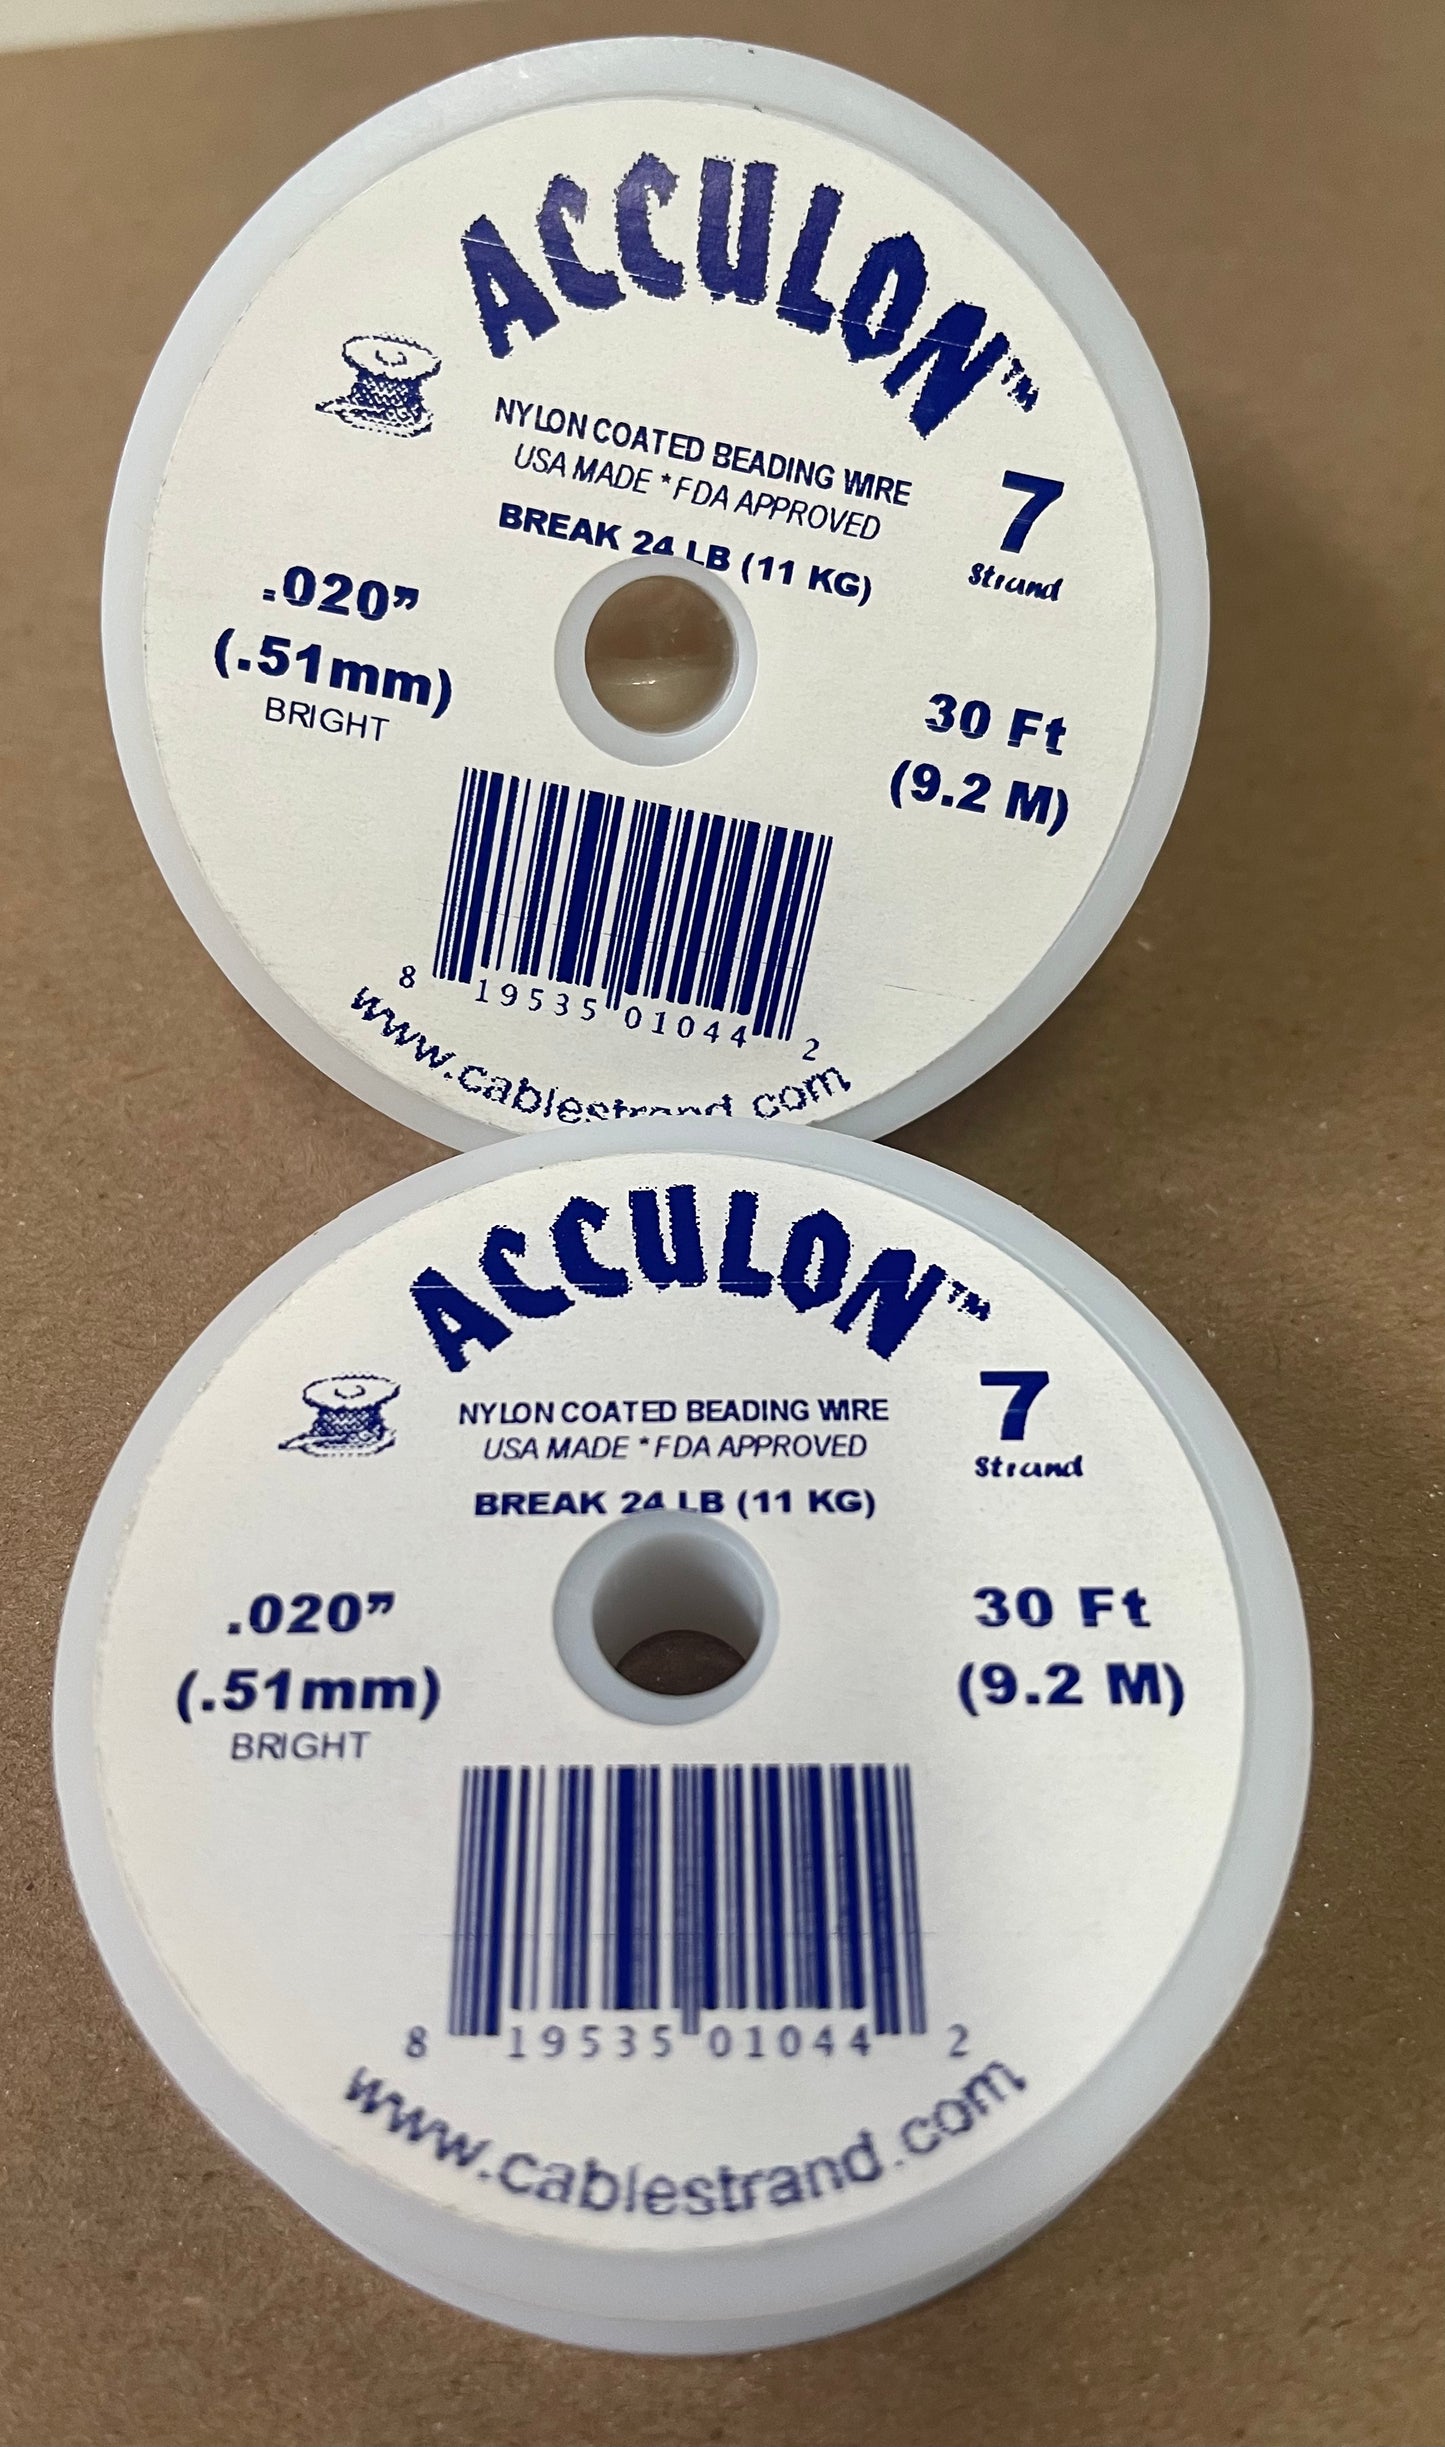 ACCULON™
NYLON COATED BEADING WIRE
USA MADE *FDA APPROVED
BREAK 24 LB (11 KG)
7
Strand
.020”
(.51mm)
BRIGHT
30 Ft
(9.2 M)
8 19535 01044 2
www.cablestrand.com
ACCULON™
NYLON COATED BEADING WIRE
USA MADE *FDA APPROVED
BREAK 24 LB (11 KG)
7
Strand
.020”
(.51mm)
BRIGHT
30 Ft
(9.2 M)
8 19535 01044 2
www.cablestrand.com